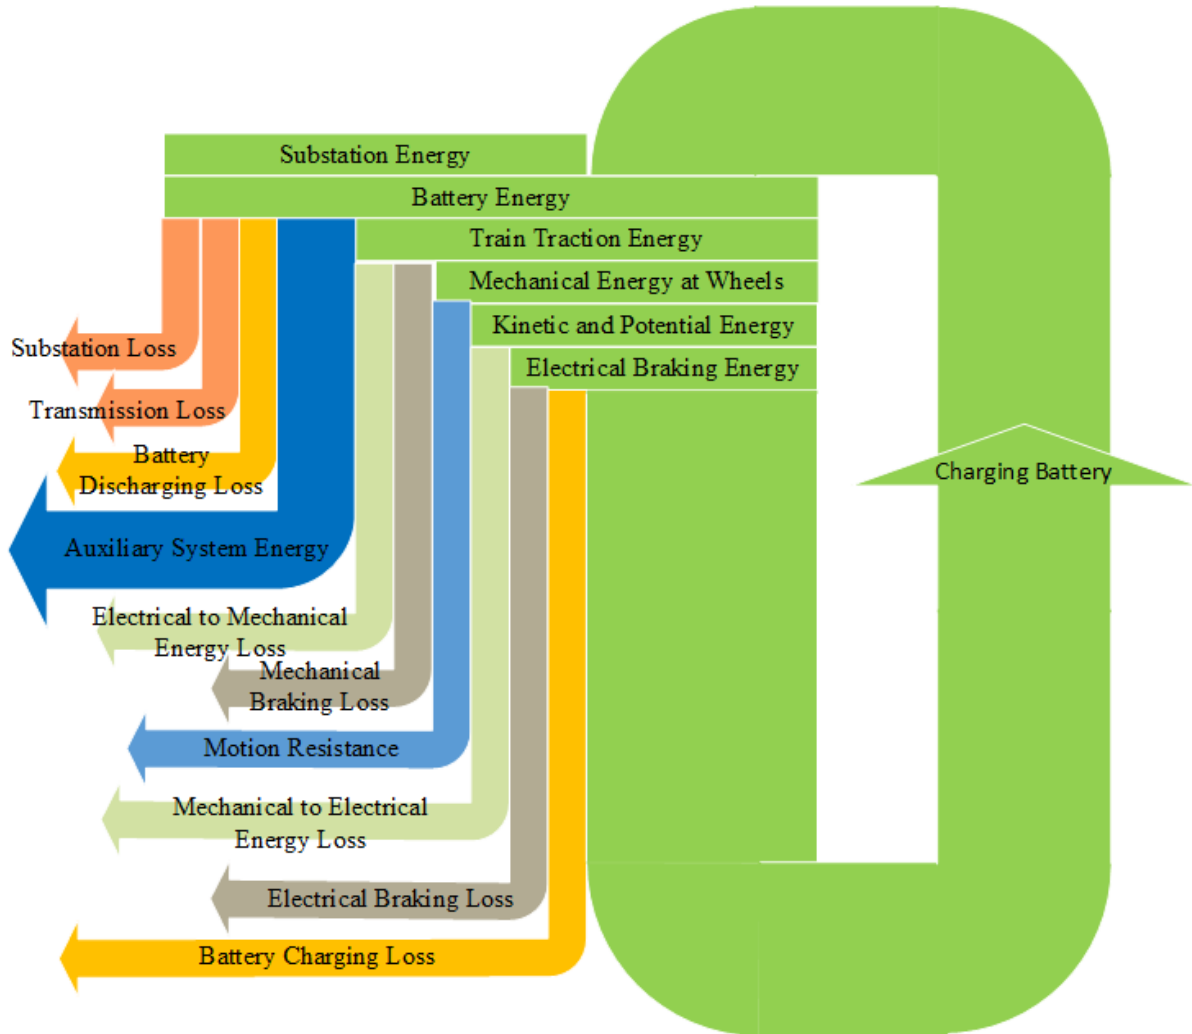 Substation Energy
Battery Energy
Train Traction Energy
Mechanical Energy at Wheels
Kinetic and Potential Energy
Electrical Braking Energy
Substation Loss
Transmission Loss
Battery
Discharging Loss
Auxiliary System Energy
Electrical to Mechanical
Energy Loss
Mechanical
Braking Loss
Motion Resistance
Mechanical to Electrical
Energy Loss
Electrical Braking Loss
Battery Charging Loss
Charging Battery